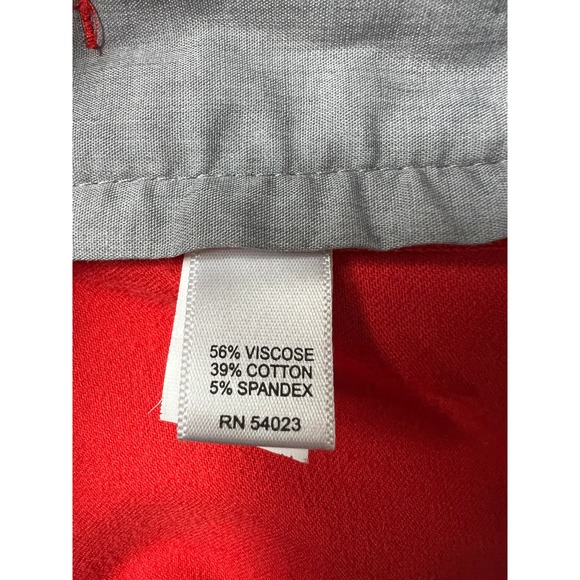 56% VISCOSE
39% COTTON
5% SPANDEX
RN 54023